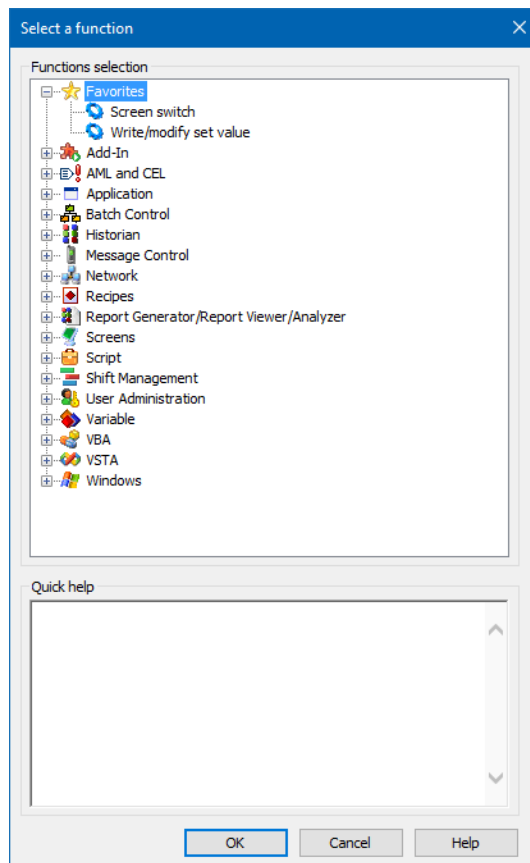 Select a function
Functions selection
Favorites
Screen switch
Write/modify set value
Add-In
AML and CEL
Application
Batch Control
Historian
Message Control
Network
Recipes
Report Generator/Report Viewer/Analyzer
Screens
Script
Shift Management
User Administration
Variable
VBA
VSTA
Windows
Quick help
OK Cancel Help